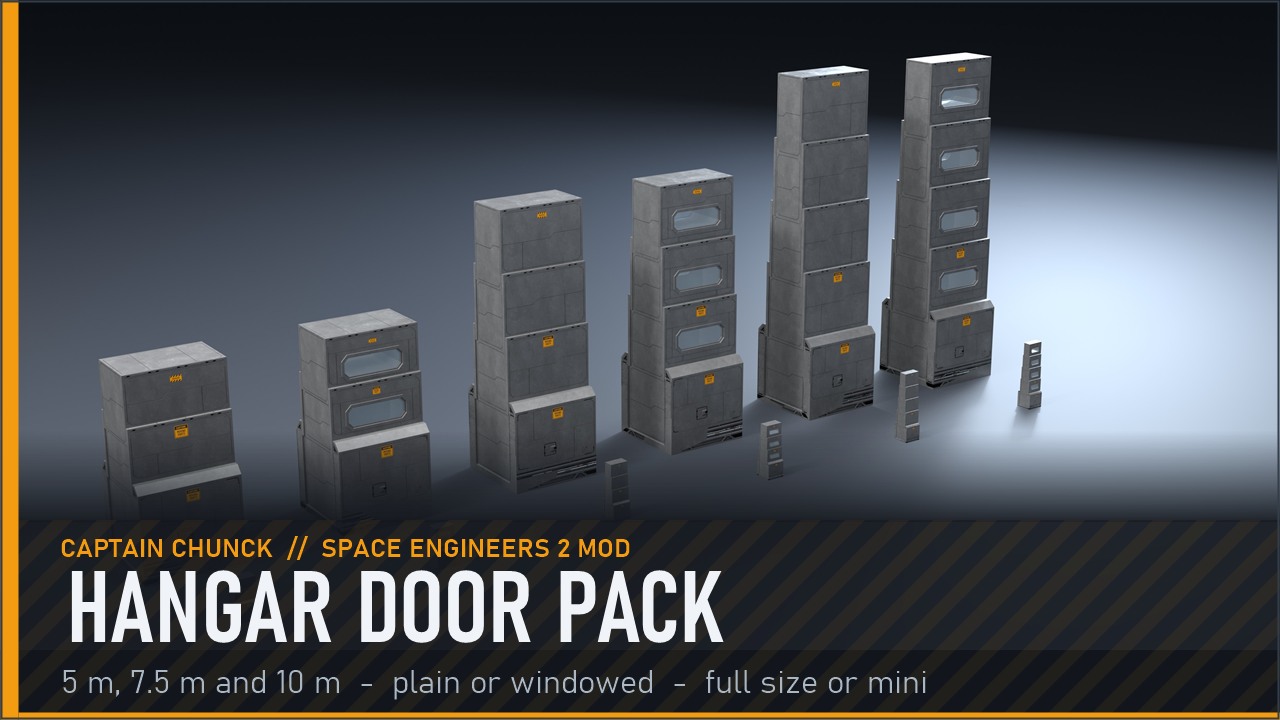 CAPTAIN CHUNCK // SPACE ENGINEERS 2 MOD
HANGAR DOOR PACK
5 m, 7.5 m and 10 m - plain or windowed - full size or mini